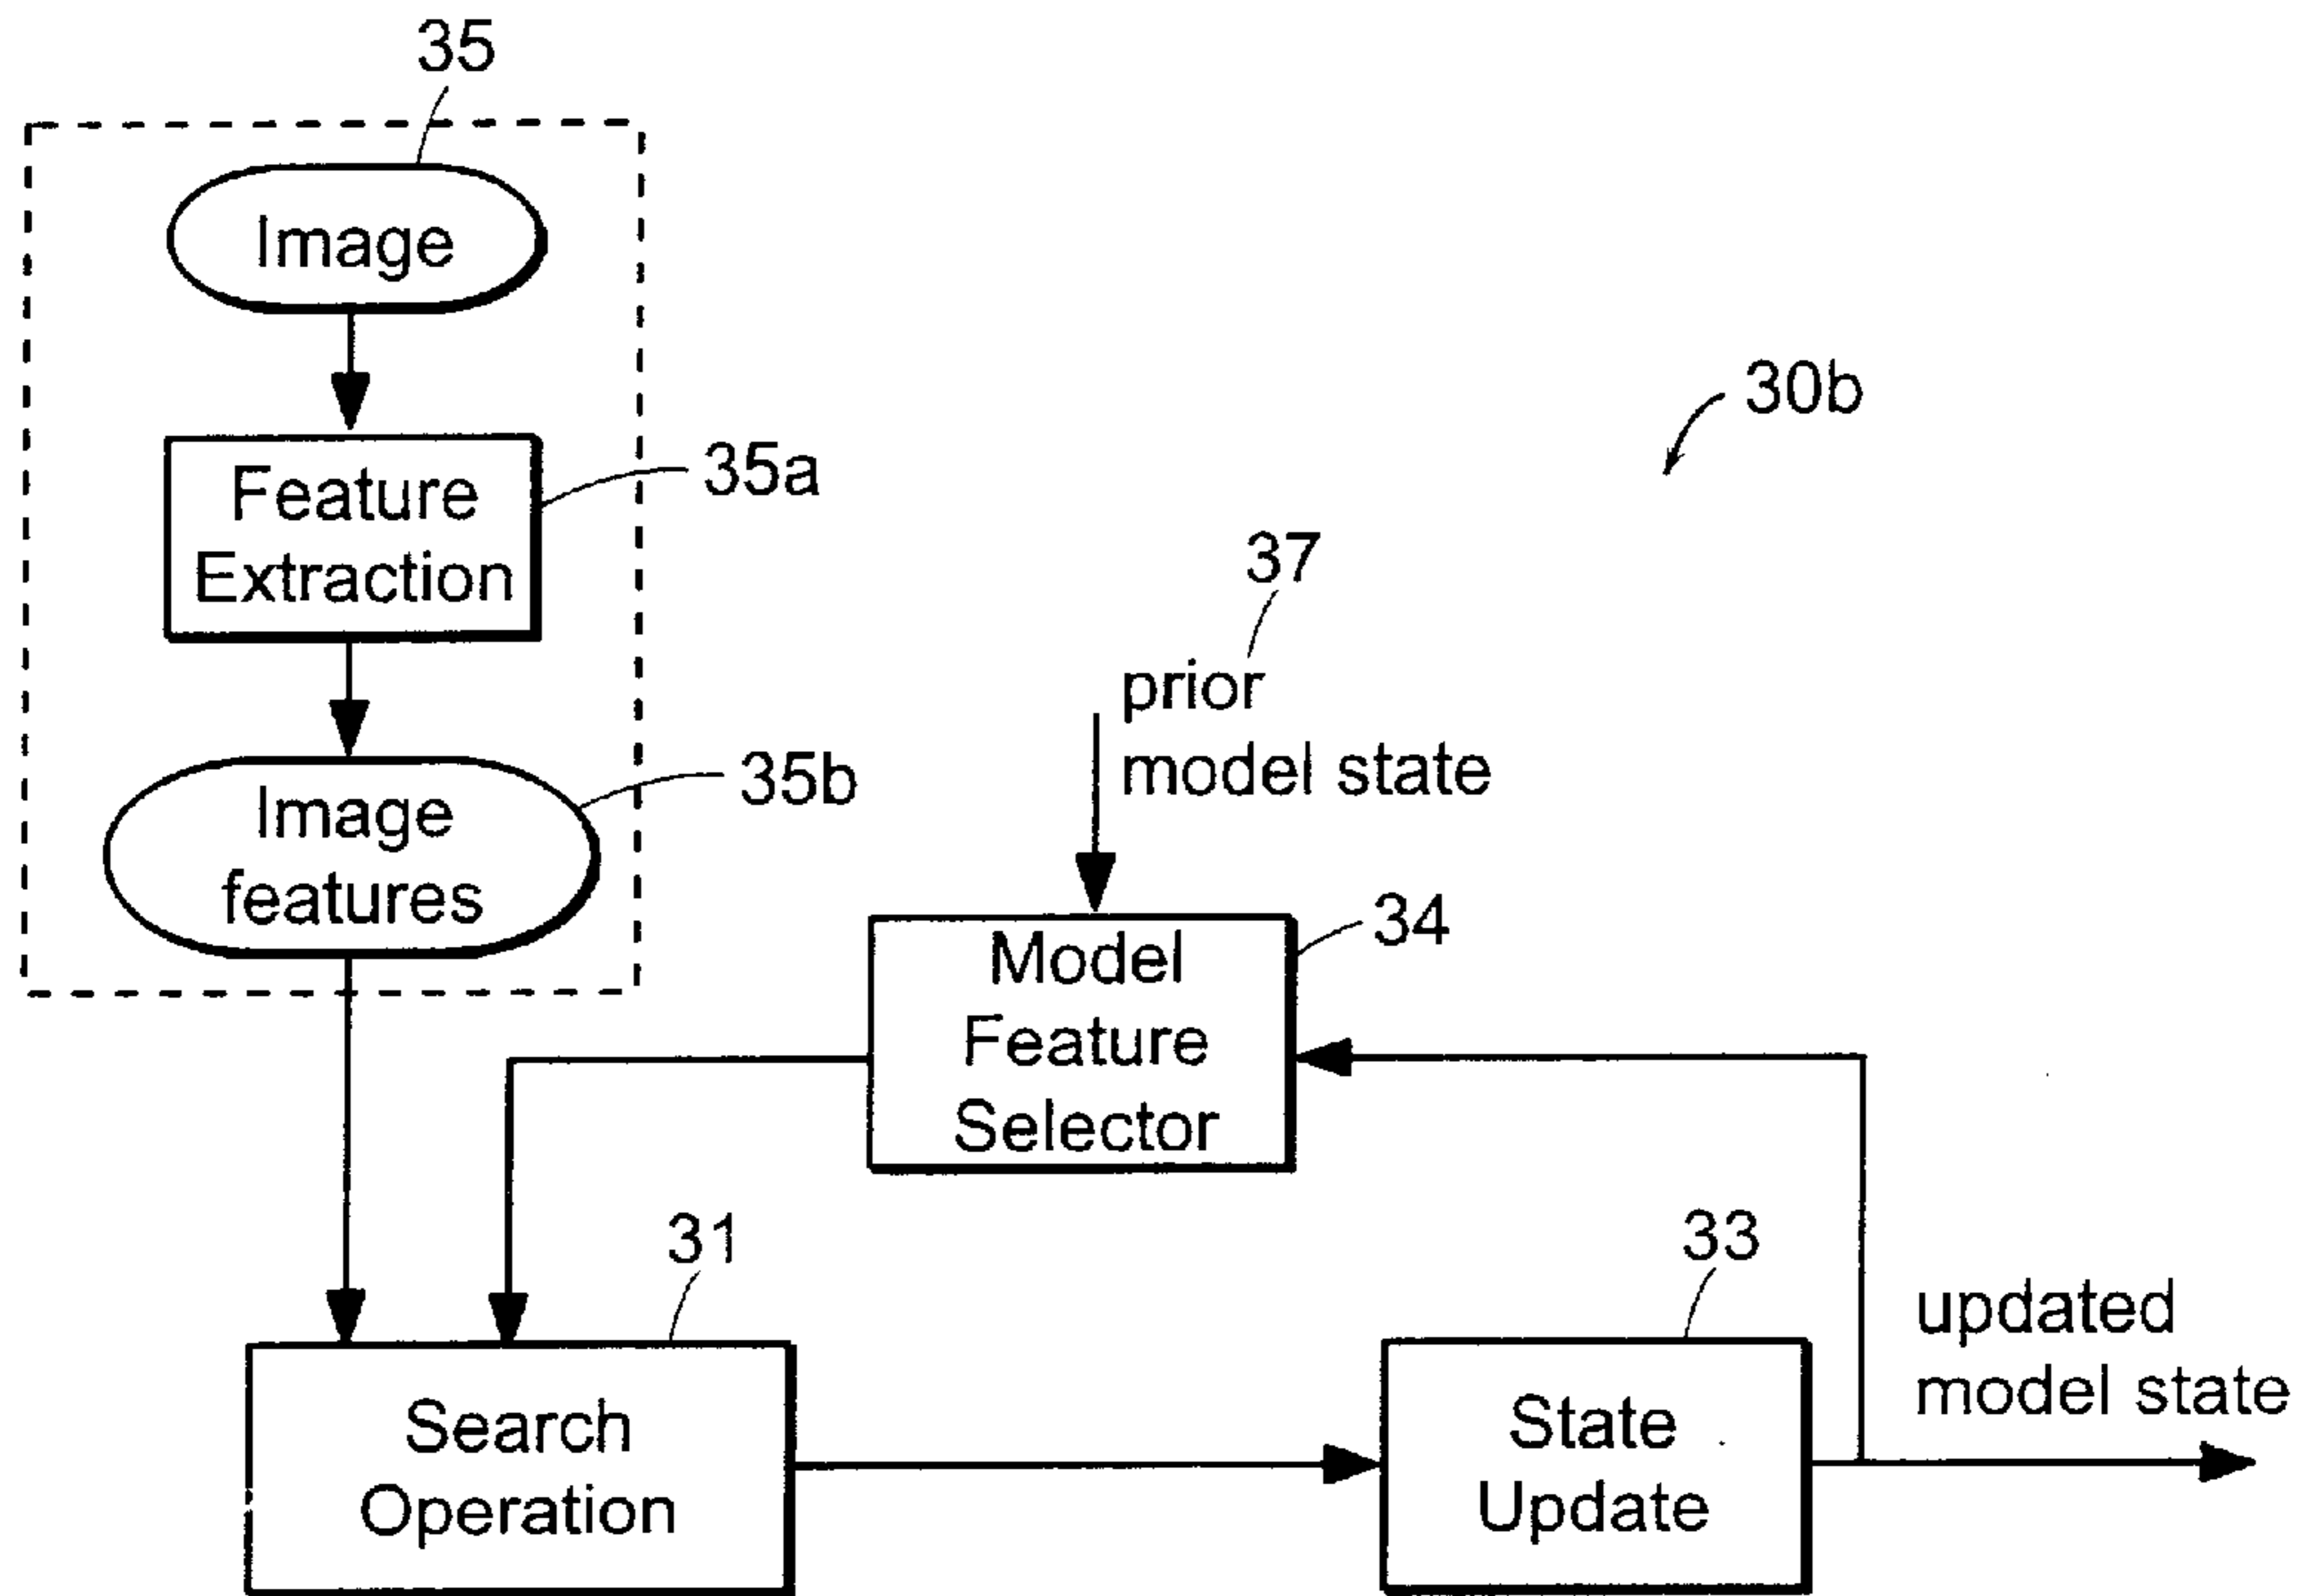 35
Image
30b
Feature
Extraction
35a
37
prior
model state
35b
Image
features
34
Model
Feature
Selector
31
33
Search
Operation
State
Update
updated
model state